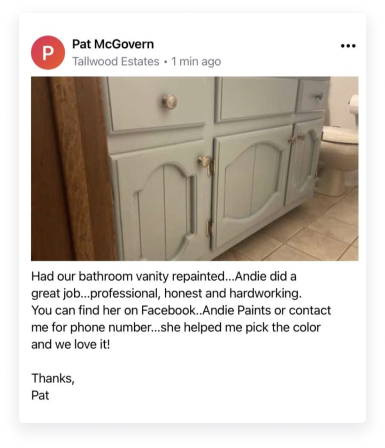 P
Pat McGovern
Tallwood Estates • 1 min ago
Had our bathroom vanity repainted...Andie did a
great job...professional, honest and hardworking.
You can find her on Facebook..Andie Paints or contact
me for phone number...she helped me pick the color
and we love it!
Thanks,
Pat